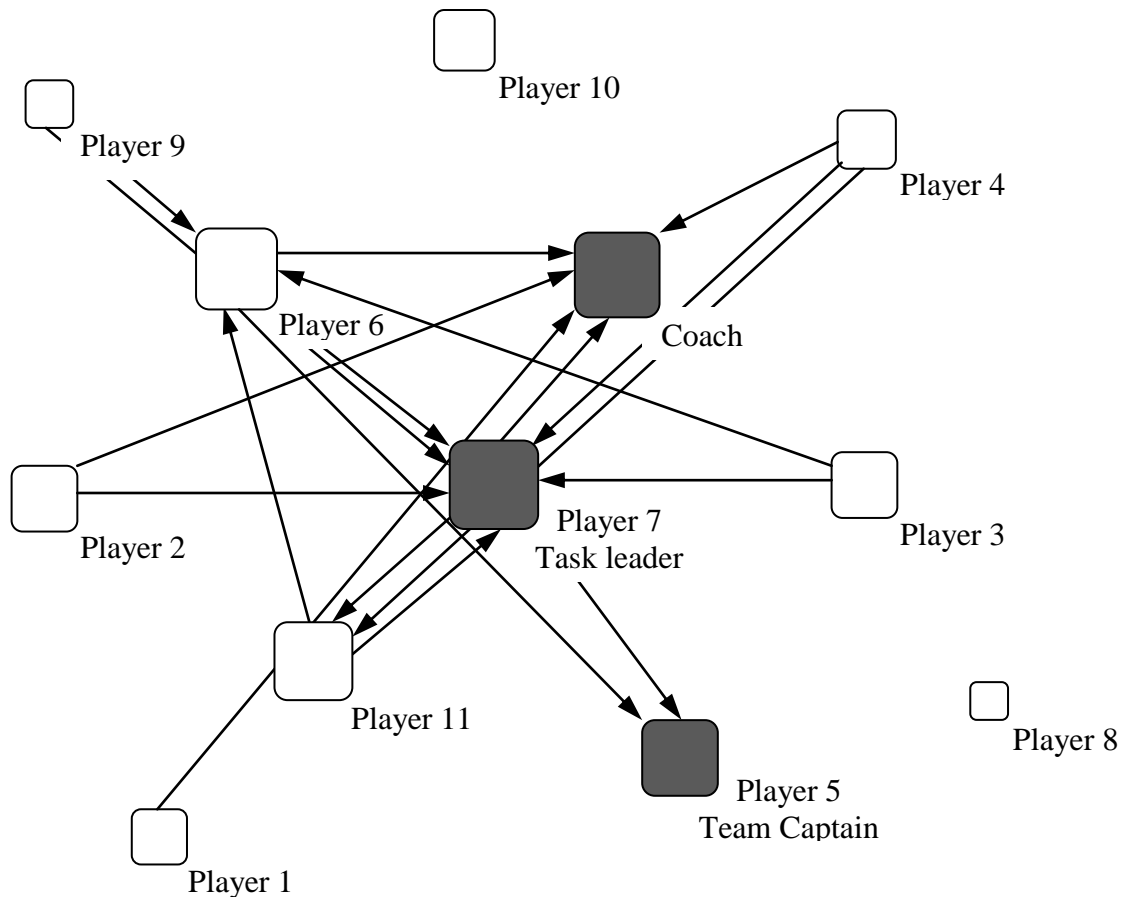 Player 10
Player 9
Player 4
Player 6
Coach
Player 2
Player 7
Task leader
Player 3
Player 11
Player 8
Player 5
Team Captain
Player 1